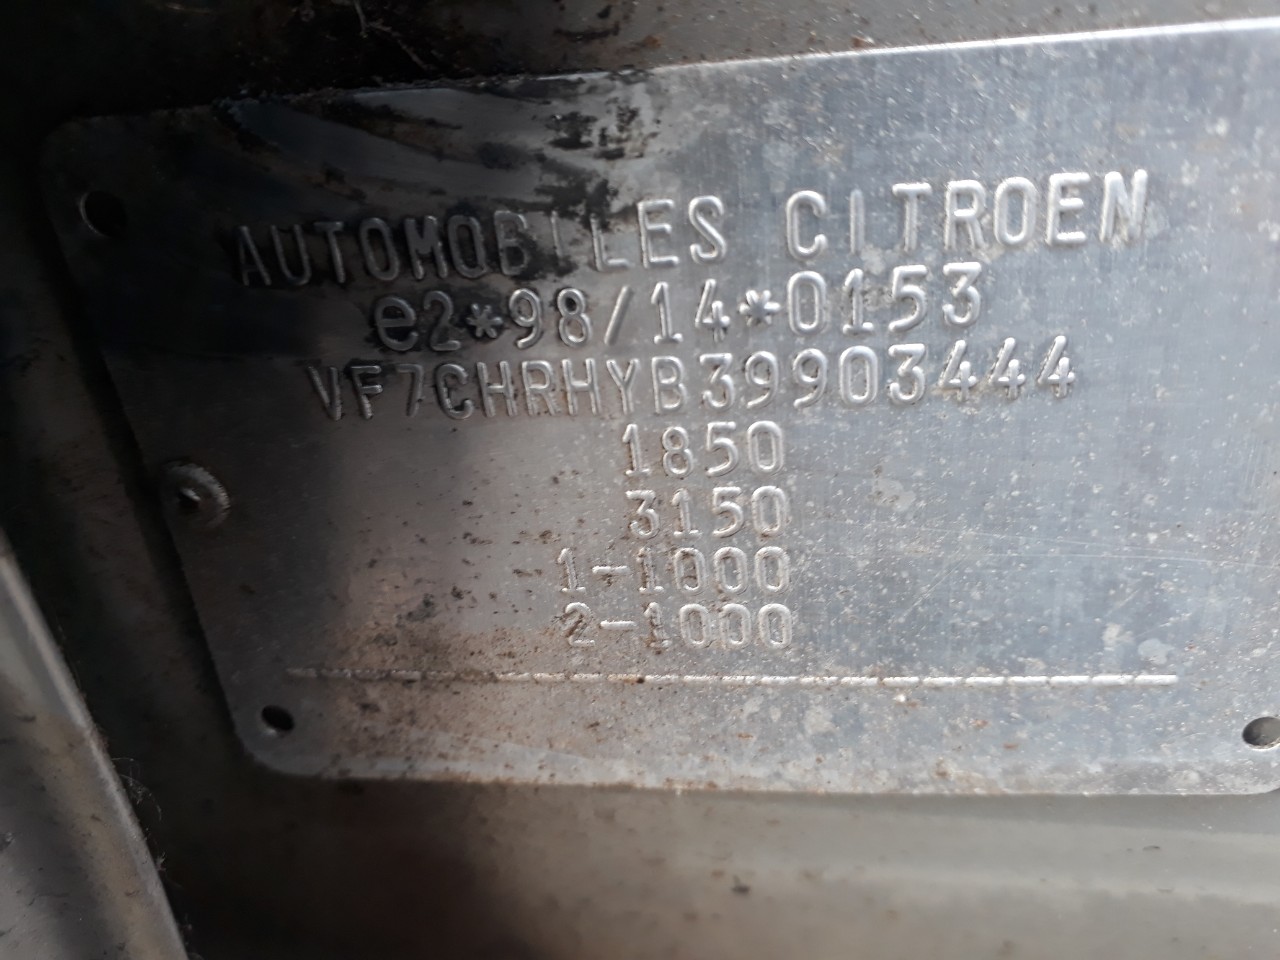 AUTOMOBILES CITROEN
e2*98/14*0153
VF7CHRHYB39903444
1850
3150
1-1000
2-1000